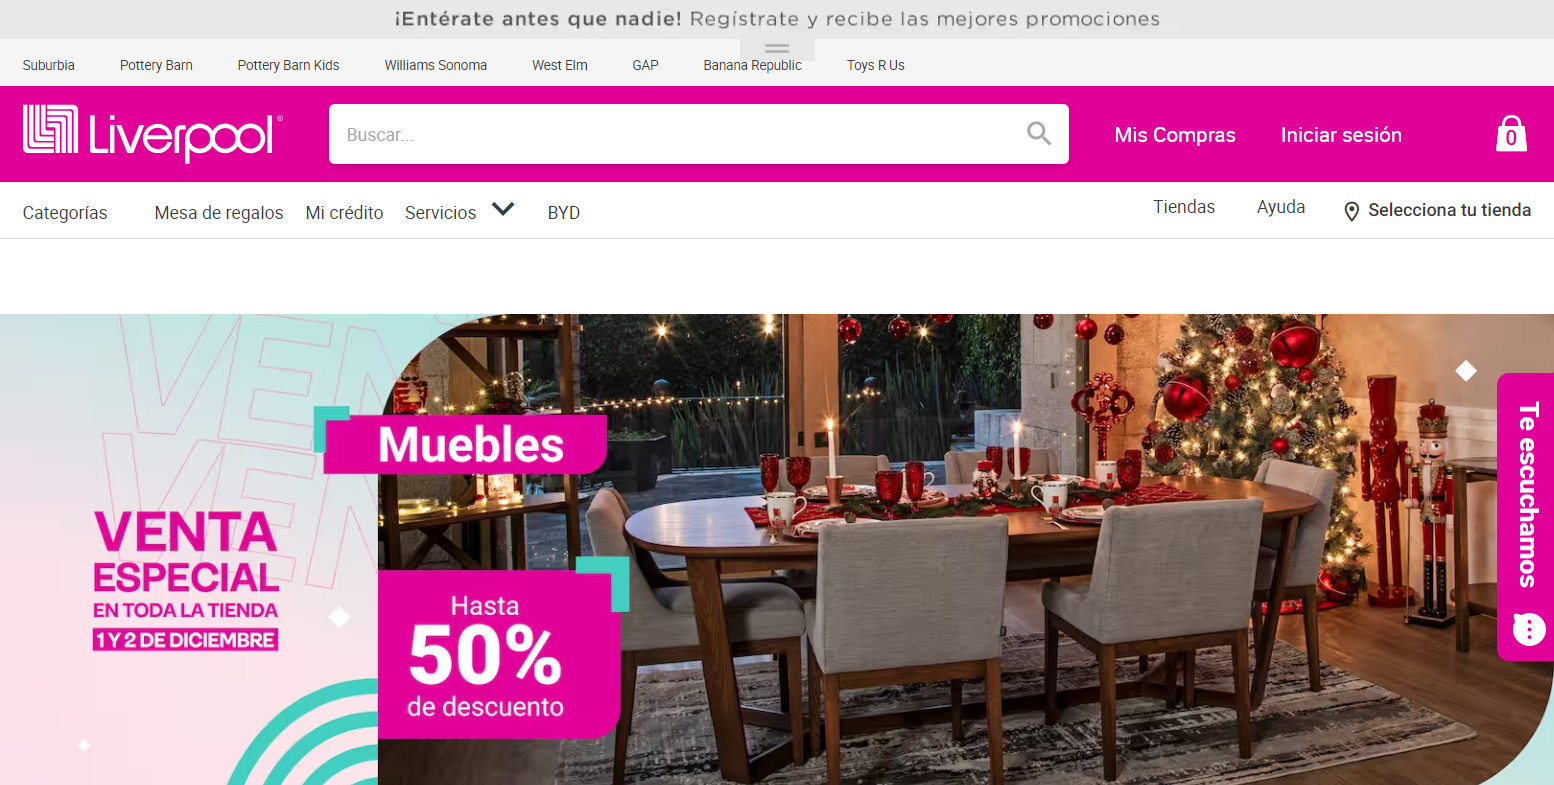 ¡Entérate antes que nadie! Regístrate y recibe las mejores promociones
Suburbia Pottery Barn Pottery Barn Kids Williams Sonoma West Elm GAP Banana Republic Toys R Us
Liverpool® Buscar... Mis Compras Iniciar sesión 0
Categorías Mesa de regalos Mi crédito Servicios BYD Tiendas Ayuda Selecciona tu tienda
VEN
VEN
VEN
Muebles
VENTA
ESPECIAL
EN TODA LA TIENDA
1 Y 2 DE DICIEMBRE
Hasta
50%
de descuento
Te escuchamos